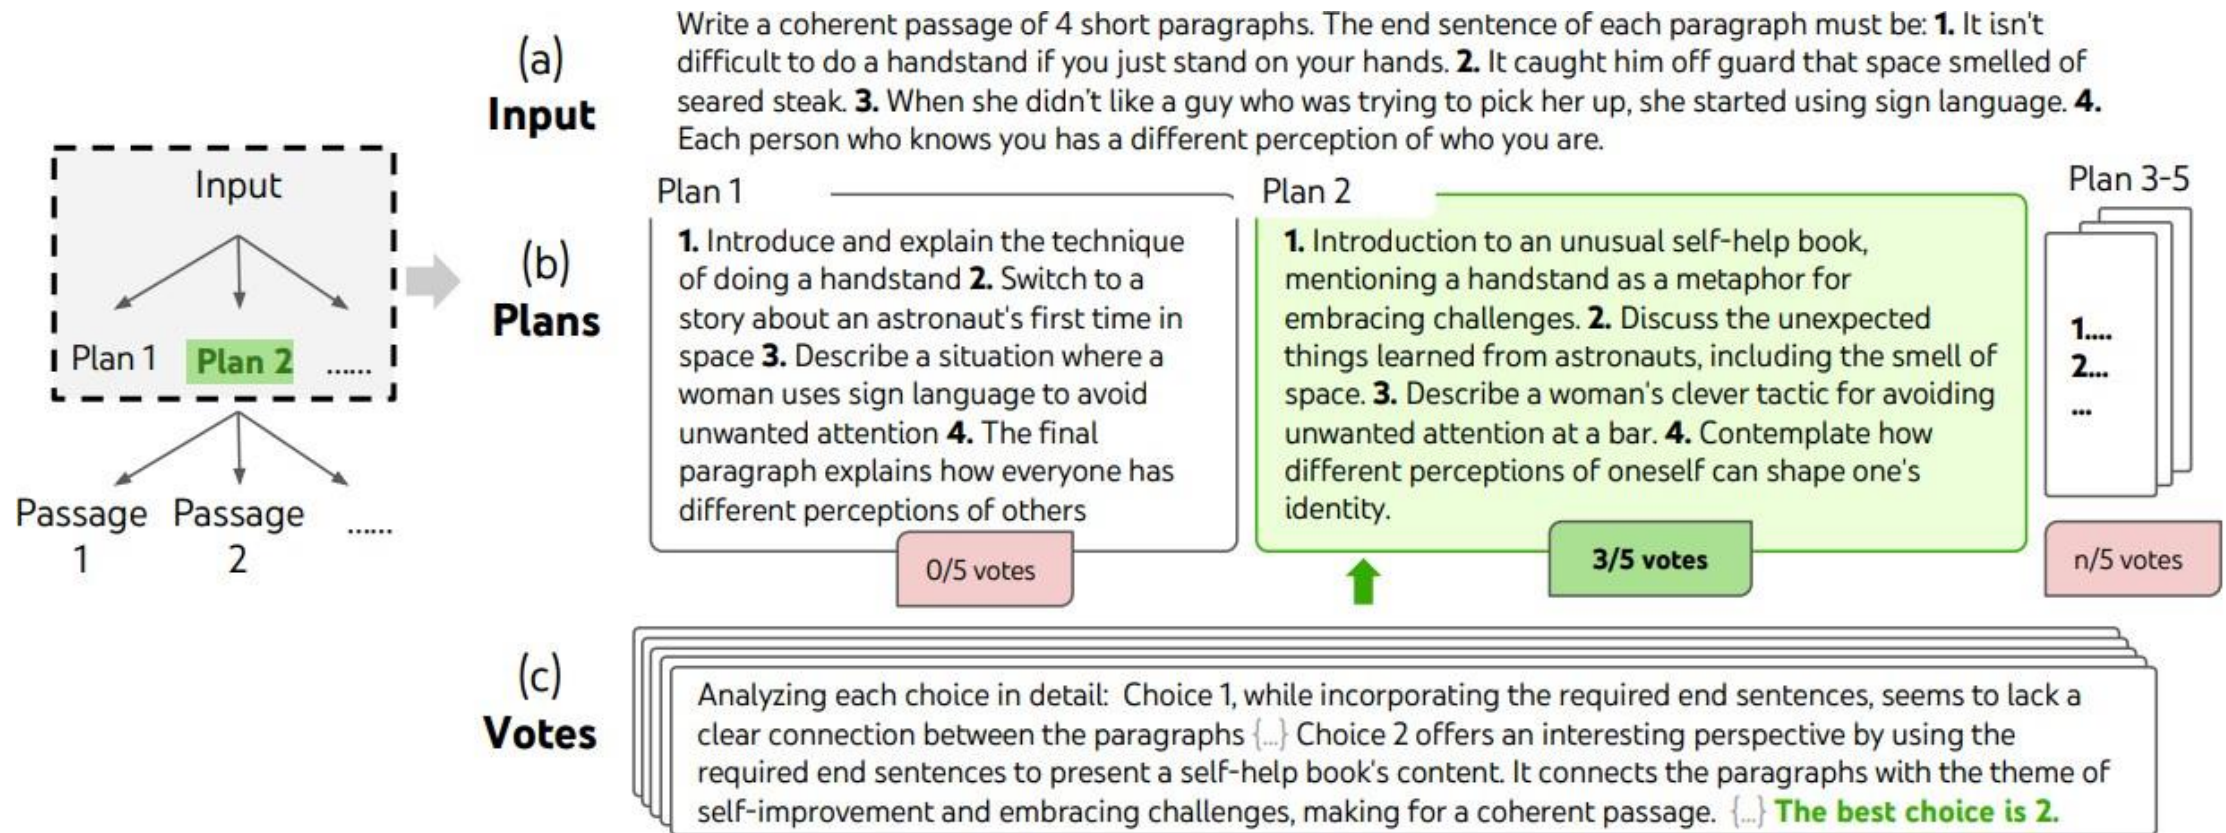 Input
Plan 1 Plan 2 ......
Passage 1
Passage 2
......
(a)
Input
Write a coherent passage of 4 short paragraphs. The end sentence of each paragraph must be: 1. It isn't
difficult to do a handstand if you just stand on your hands. 2. It caught him off guard that space smelled of
seared steak. 3. When she didn't like a guy who was trying to pick her up, she started using sign language. 4.
Each person who knows you has a different perception of who you are.
(b)
Plans
Plan 1
1. Introduce and explain the technique
of doing a handstand 2. Switch to a
story about an astronaut's first time in
space 3. Describe a situation where a
woman uses sign language to avoid
unwanted attention 4. The final
paragraph explains how everyone has
different perceptions of others
0/5 votes
Plan 2
1. Introduction to an unusual self-help book,
mentioning a handstand as a metaphor for
embracing challenges. 2. Discuss the unexpected
things learned from astronauts, including the smell of
space. 3. Describe a woman's clever tactic for avoiding
unwanted attention at a bar. 4. Contemplate how
different perceptions of oneself can shape one's
identity.
3/5 votes
Plan 3-5
1....
2...
...
n/5 votes
(c)
Votes
Analyzing each choice in detail: Choice 1, while incorporating the required end sentences, seems to lack a
clear connection between the paragraphs {...} Choice 2 offers an interesting perspective by using the
required end sentences to present a self-help book's content. It connects the paragraphs with the theme of
self-improvement and embracing challenges, making for a coherent passage. {...} The best choice is 2.